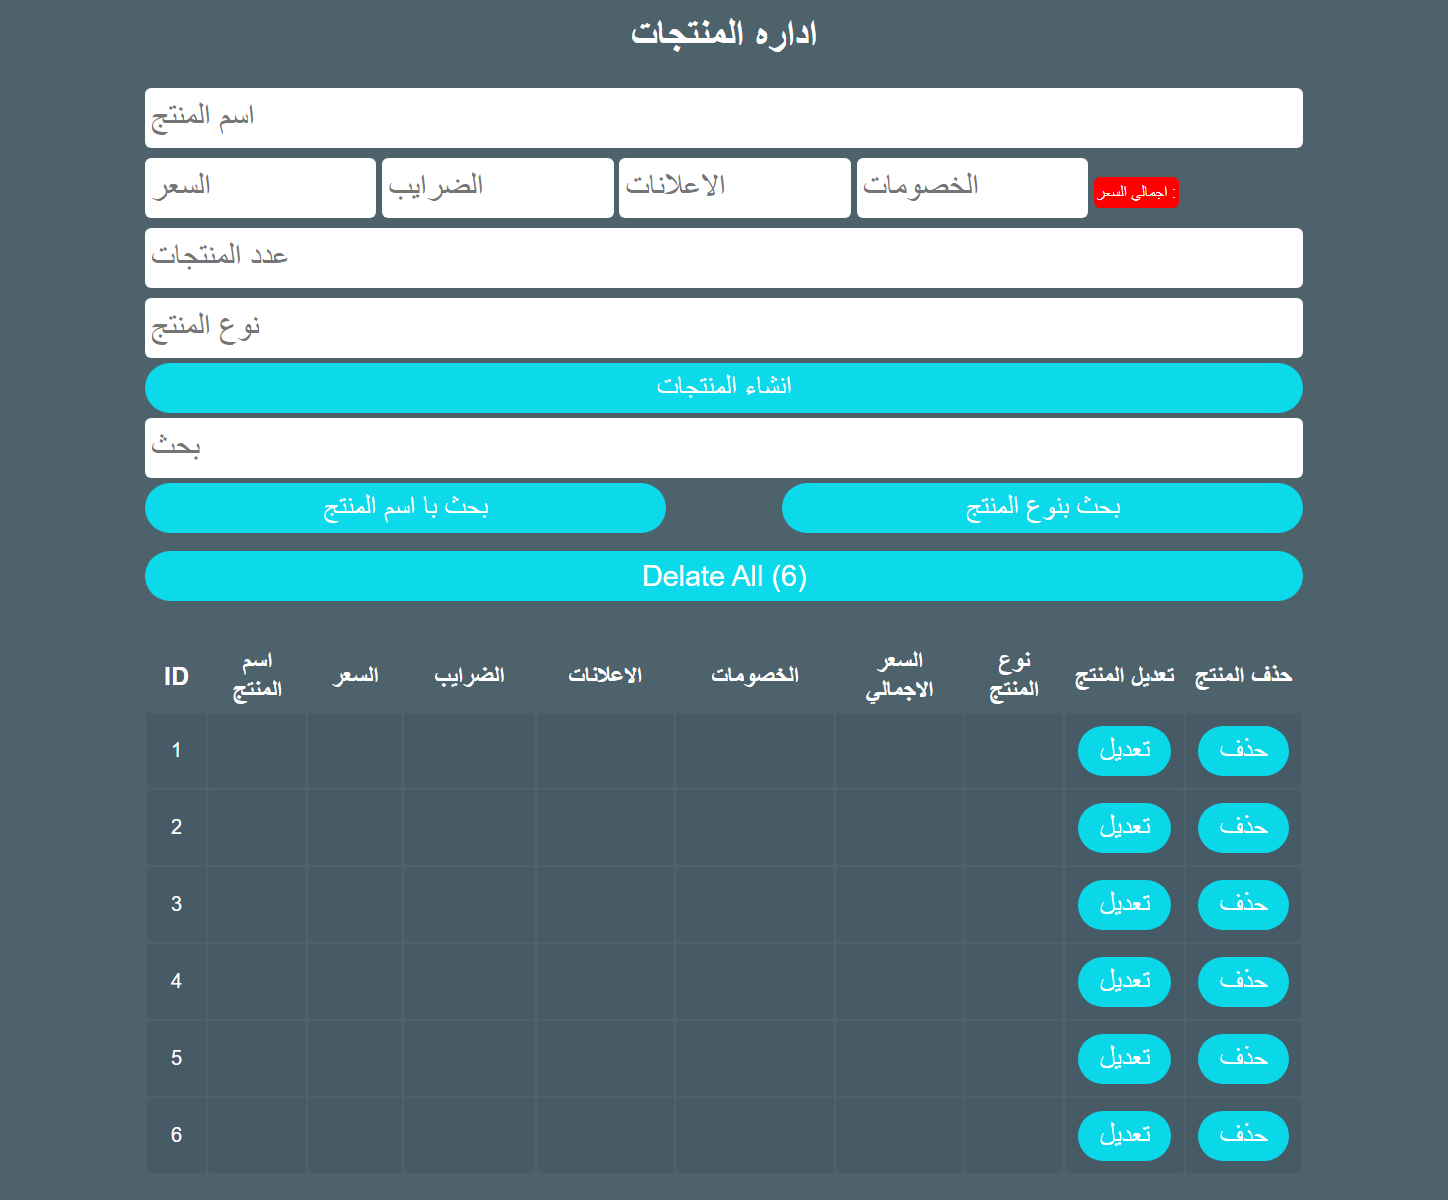 اداره المنتجات
اسم المنتج
السعر
الضرايب
الاعلانات
الخصومات
اجمالي السعر :
عدد المنتجات
نوع المنتج
انشاء المنتجات
بحث
بحث با اسم المنتج
بحث بنوع المنتج
Delate All (6)
ID
اسم المنتج
السعر
الضرايب
الاعلانات
الخصومات
السعر الاجمالي
نوع المنتج
تعديل المنتج
حذف المنتج
1
تعديل
حذف
2
تعديل
حذف
3
تعديل
حذف
4
تعديل
حذف
5
تعديل
حذف
6
تعديل
حذف